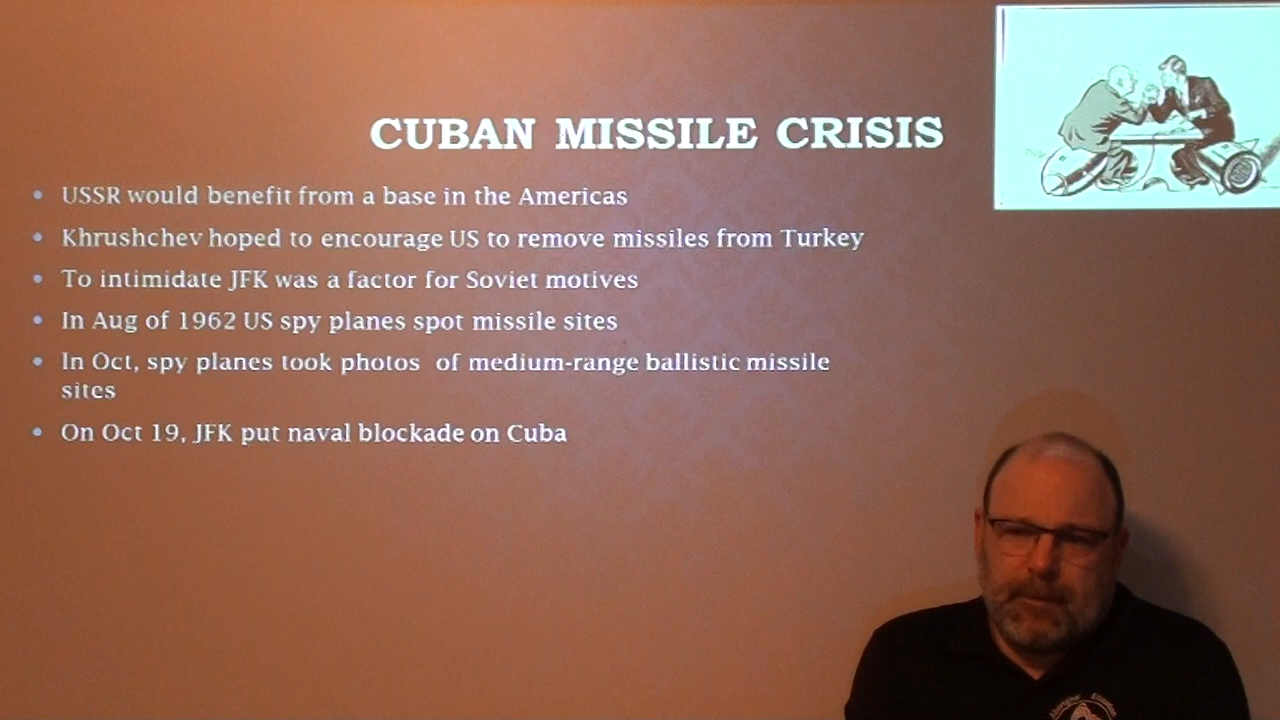 CUBAN MISSILE CRISIS
• USSR would benefit from a base in the Americas
• Khrushchev hoped to encourage US to remove missiles from Turkey
• To intimidate JFK was a factor for Soviet motives
• In Aug of 1962 US spy planes spot missile sites
• In Oct, spy planes took photos of medium-range ballistic missile
sites
• On Oct 19, JFK put naval blockade on Cuba